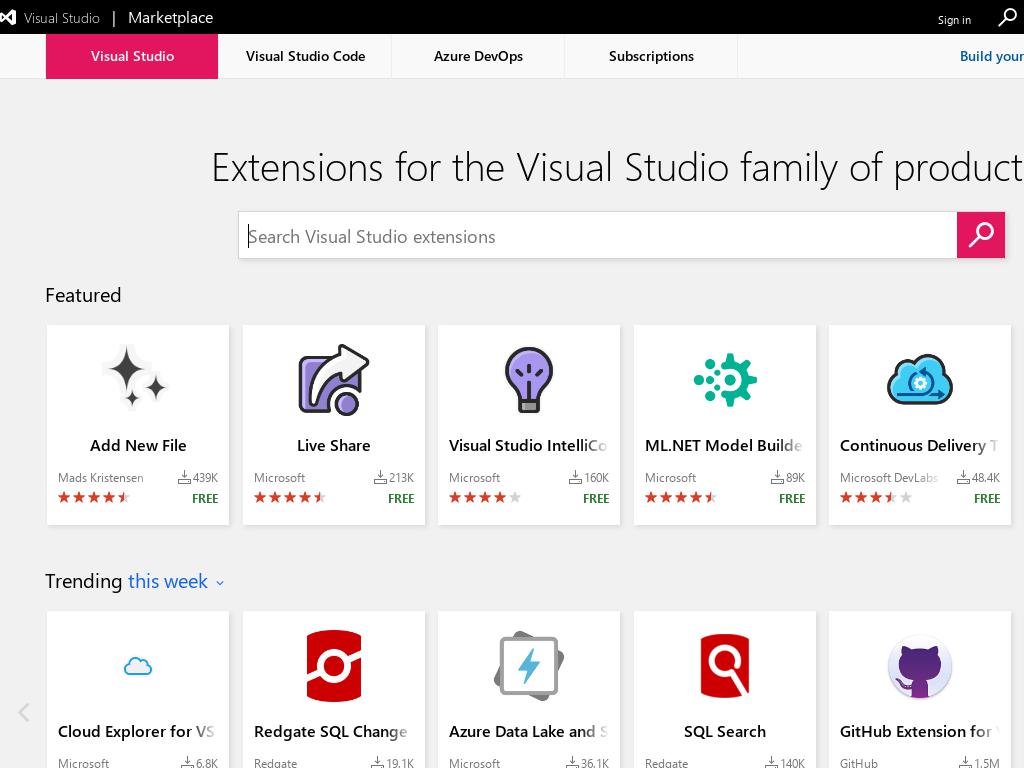 Visual Studio | Marketplace
Sign in
Visual Studio
Visual Studio Code
Azure DevOps
Subscriptions
Build your
Extensions for the Visual Studio family of product
Search Visual Studio extensions
Featured
Add New File
Mads Kristensen 439K
FREE
Live Share
Microsoft 213K
FREE
Visual Studio IntelliCo
Microsoft 160K
FREE
ML.NET Model Builde
Microsoft 89K
FREE
Continuous Delivery T
Microsoft DevLabs 48.4K
FREE
Trending this week
Cloud Explorer for VS
Microsoft 6.8K
Redgate SQL Change
Redgate 19.1K
Azure Data Lake and S
Microsoft 36.1K
SQL Search
Redgate 140K
GitHub Extension for V
GitHub 1.5M